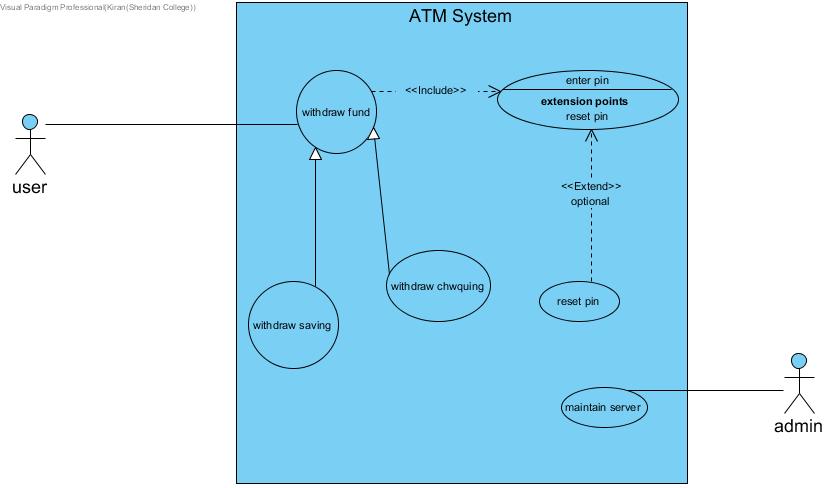 Visual Paradigm Professional(Kiran(Sheridan College))
ATM System
withdraw fund
<<Include>>
enter pin
extension points
reset pin
user
<<Extend>>
optional
withdraw chwquing
reset pin
withdraw saving
maintain server
admin